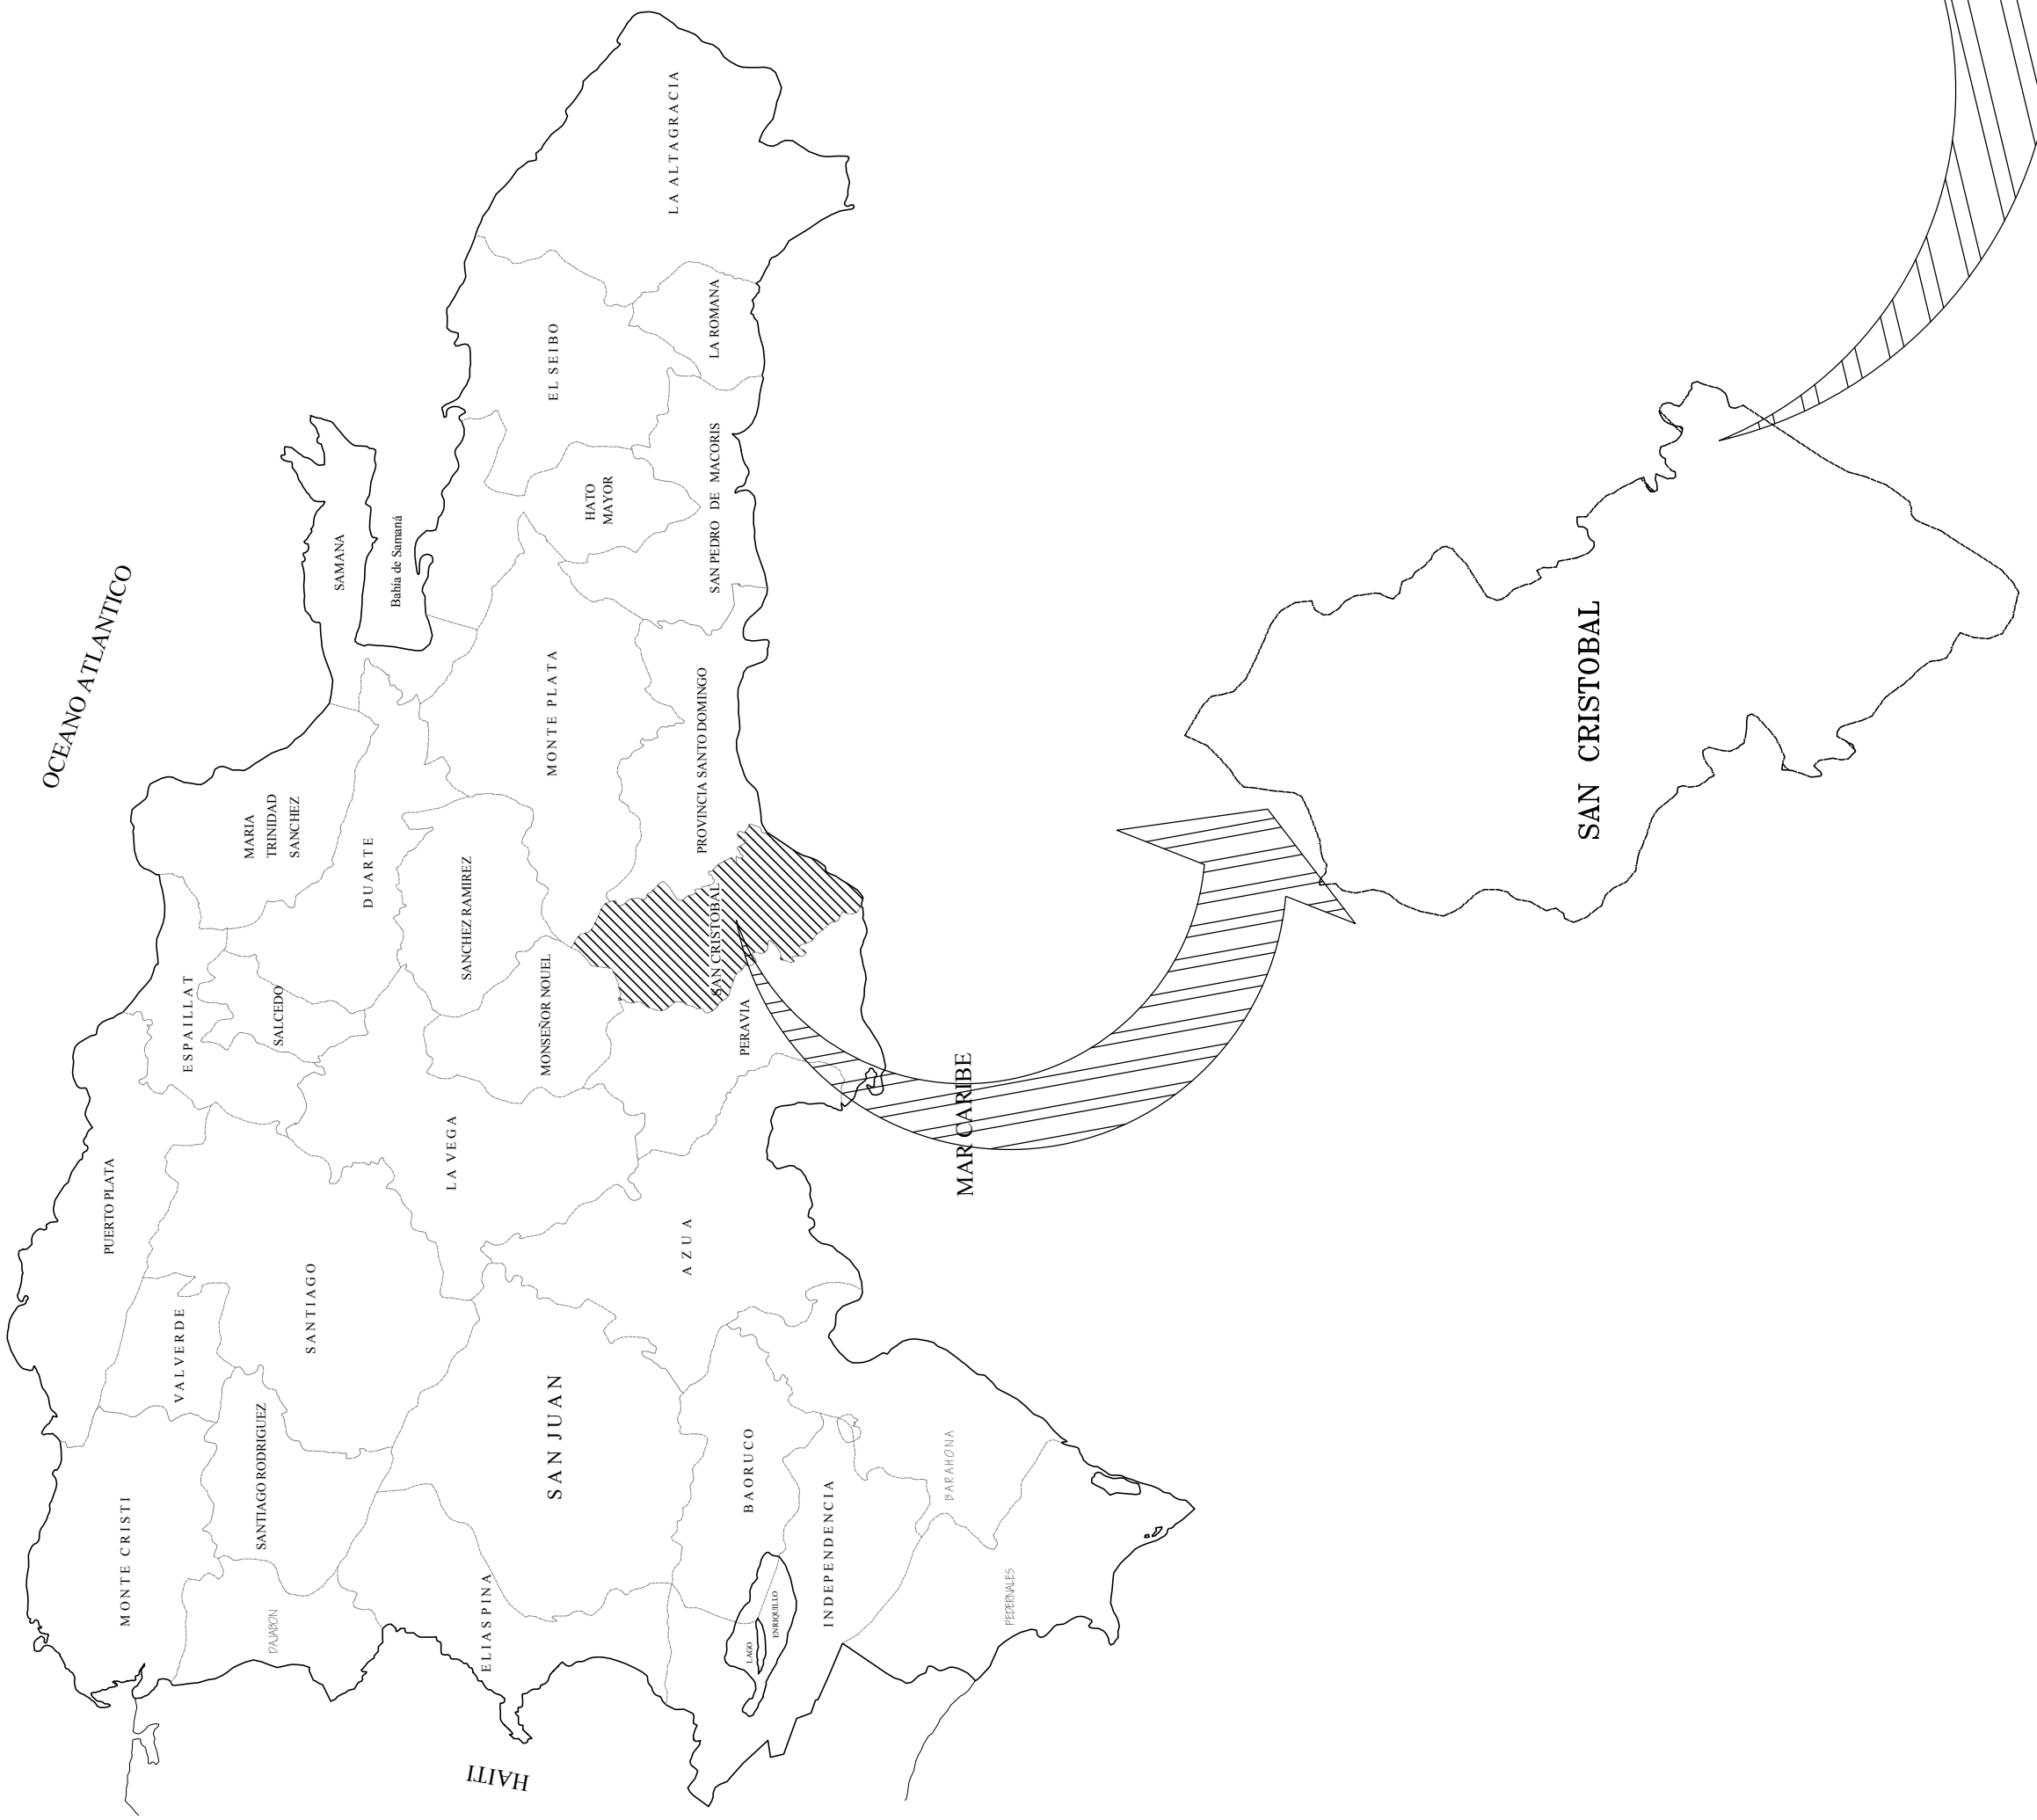 OCEANO ATLANTICO
PUERTO PLATA
MONTE CRISTI
VALVERDE
ESPAILLAT
MARIA
TRINIDAD
SANCHEZ
SALCEDO
SAMANA
Bahia de Samaná
DUARTE
SANTIAGO
SANTIAGO RODRIGUEZ
DAJABON
SANCHEZ RAMIREZ
LA VEGA
MONSEÑOR NOUEL
MONTE PLATA
EL SEIBO
HATO
MAYOR
LA ALTAGRACIA
LA ROMANA
SAN PEDRO DE MACORIS
PROVINCIA SANTO DOMINGO
SAN CRISTOBAL
PERAVIA
AZUA
SAN JUAN
ELIAS PINA
HAITI
BAORUCO
LAGO
ENRIQUILLO
INDEPENDENCIA
BARAHONA
PEDERNALES
MAR CARIBE
SAN CRISTOBAL